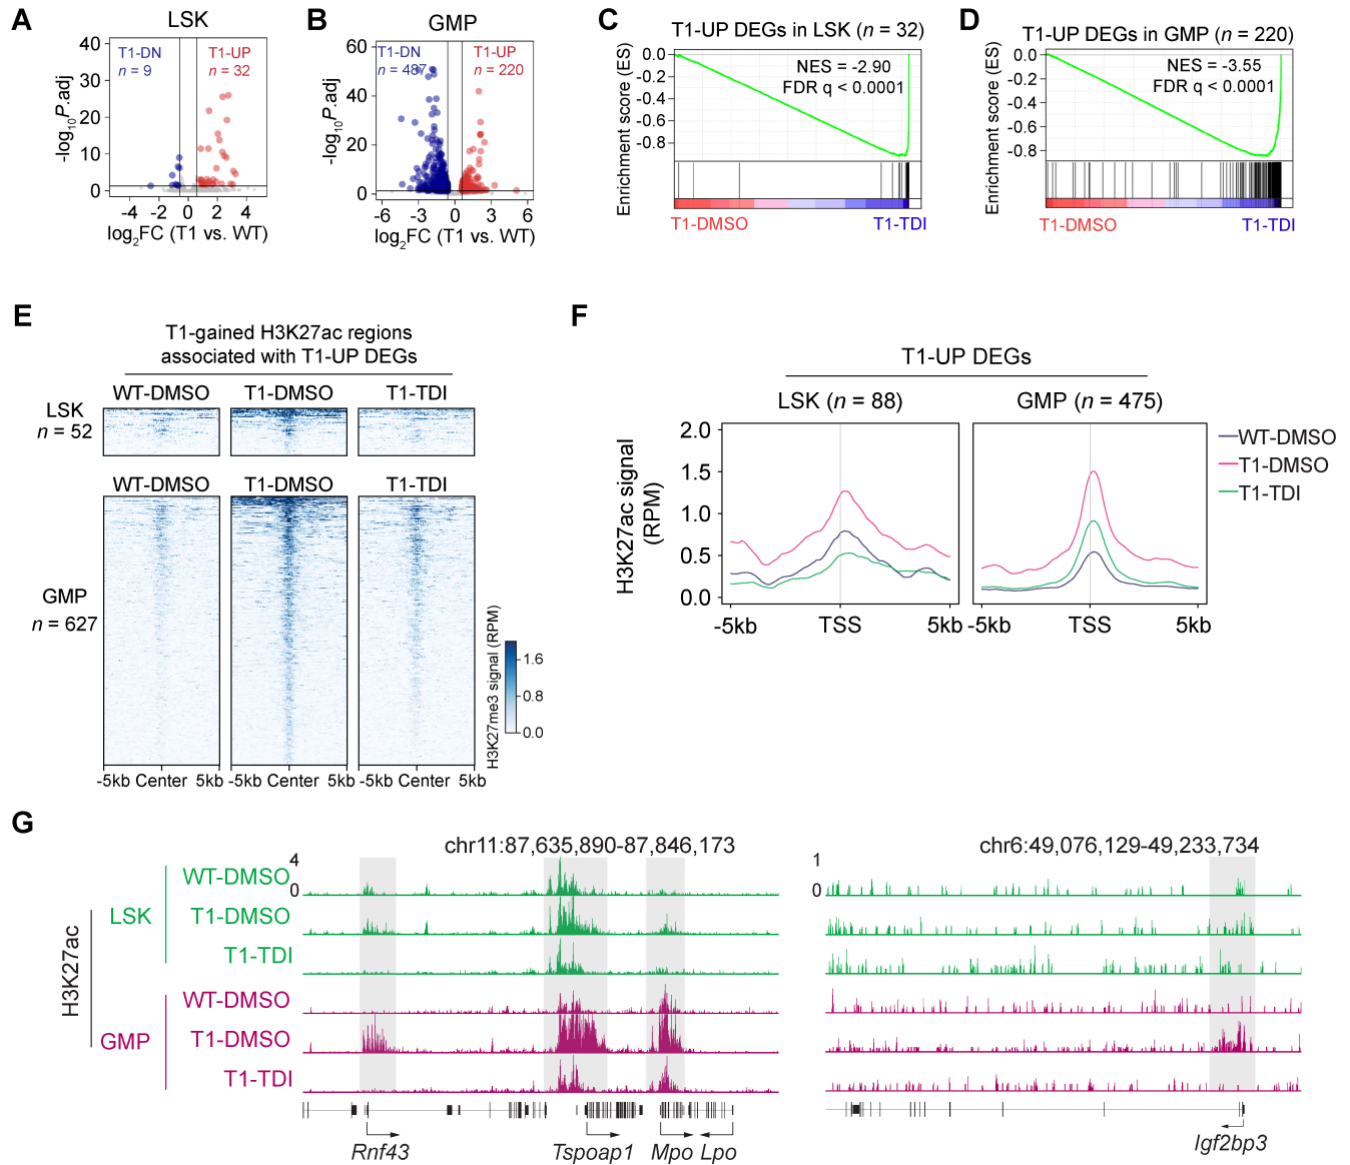 A
LSK
T1-DN
n = 9
T1-UP
n = 32
40
30
20
10
0
-log10P.adj
-4 -2 0 2 4
log2FC (T1 vs. WT)
B
GMP
T1-DN
n = 487
T1-UP
n = 220
60
40
20
0
-log10P.adj
-6 -3 0 3 6
log2FC (T1 vs. WT)
C
T1-UP DEGs in LSK (n = 32)
NES = -2.90
FDR q < 0.0001
0.0
-0.2
-0.4
-0.6
-0.8
Enrichment score (ES)
T1-DMSO T1-TDI
D
T1-UP DEGs in GMP (n = 220)
NES = -3.55
FDR q < 0.0001
0.0
-0.2
-0.4
-0.6
-0.8
Enrichment score (ES)
T1-DMSO T1-TDI
E
T1-gained H3K27ac regions
associated with T1-UP DEGs
WT-DMSO T1-DMSO T1-TDI
LSK
n = 52
WT-DMSO T1-DMSO T1-TDI
GMP
n = 627
-5kb Center 5kb -5kb Center 5kb -5kb Center 5kb
H3K27me3 signal (RPM)
1.6
0.8
0.0
F
T1-UP DEGs
LSK (n = 88) GMP (n = 475)
2.0
1.5
1.0
0.5
0.0
H3K27ac signal
(RPM)
-5kb TSS 5kb -5kb TSS 5kb
WT-DMSO
T1-DMSO
T1-TDI
G
chr11:87,635,890-87,846,173 chr6:49,076,129-49,233,734
4
0
1
0
H3K27ac
LSK
WT-DMSO
T1-DMSO
T1-TDI
GMP
WT-DMSO
T1-DMSO
T1-TDI
Rnf43 Tspoap1 Mpo Lpo Igf2bp3